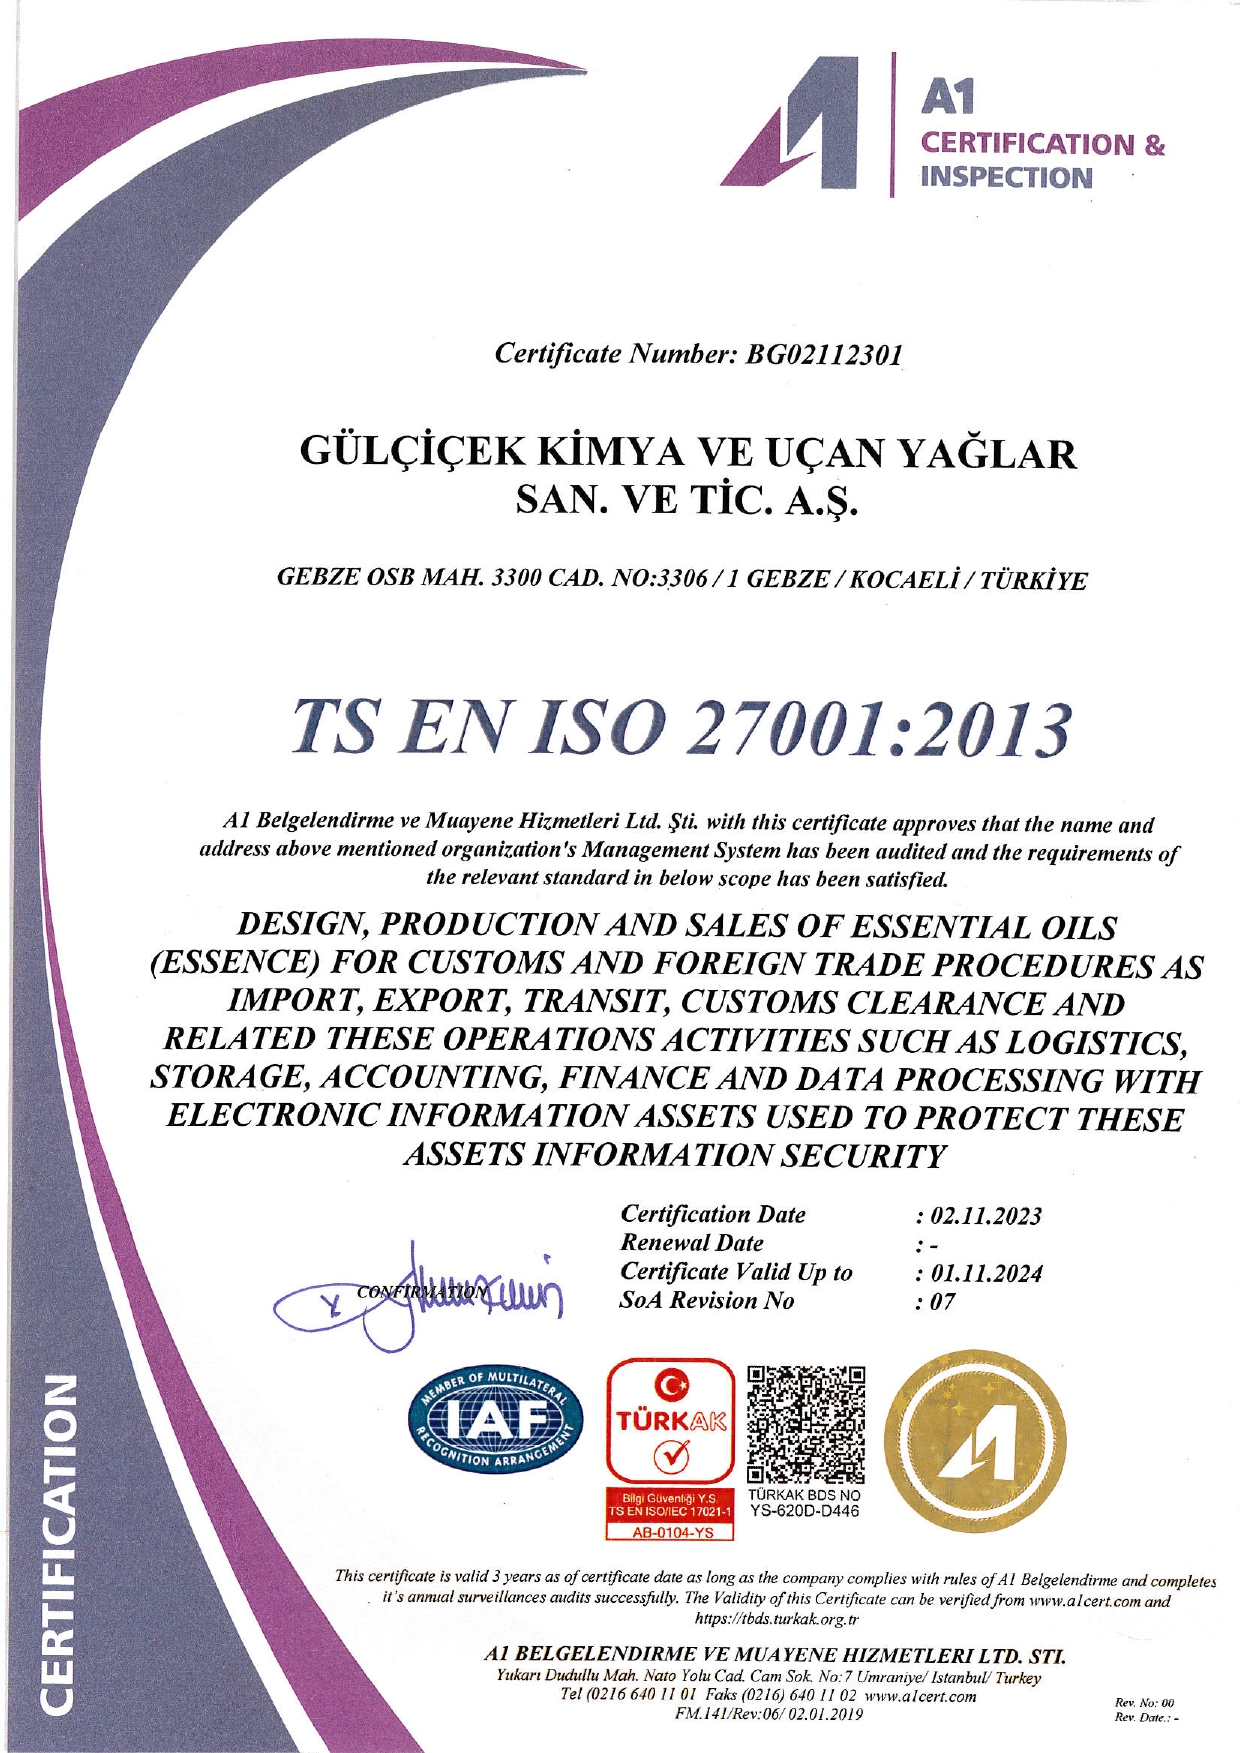 A1
CERTIFICATION &
INSPECTION
Certificate Number: BG02112301
GÜLÇİÇEK KİMYA VE UÇAN YAĞLAR
SAN. VE TİC. A.Ş.
GEBZE OSB MAH. 3300 CAD. NO:3306 / 1 GEBZE / KOCAELİ / TÜRKİYE
TS EN ISO 27001:2013
A1 Belgelendirme ve Muayene Hizmetleri Ltd. Şti. with this certificate approves that the name and
address above mentioned organization's Management System has been audited and the requirements of
the relevant standard in below scope has been satisfied.
DESIGN, PRODUCTION AND SALES OF ESSENTIAL OILS
(ESSENCE) FOR CUSTOMS AND FOREIGN TRADE PROCEDURES AS
IMPORT, EXPORT, TRANSIT, CUSTOMS CLEARANCE AND
RELATED THESE OPERATIONS ACTIVITIES SUCH AS LOGISTICS,
STORAGE, ACCOUNTING, FINANCE AND DATA PROCESSING WITH
ELECTRONIC INFORMATION ASSETS USED TO PROTECT THESE
ASSETS INFORMATION SECURITY
Certification Date : 02.11.2023
Renewal Date : -
Certificate Valid Up to : 01.11.2024
SoA Revision No : 07
CONFIRMATION
MEMBER OF MULTILATERAL
IAF
RECOGNITION ARRANGEMENT
TÜRKAK
Bilgi Güvenliği Y.S.
TS EN ISO/IEC 17021-1
AB-0104-YS
TÜRKAK BDS NO
YS-620D-D446
CERTIFICATION
This certificate is valid 3 years as of certificate date as long as the company complies with rules of A1 Belgelendirme and completes
it's annual surveillances audits successfully. The Validity of this Certificate can be verified from www.a1cert.com and
https://tbds.turkak.org.tr
A1 BELGELENDIRME VE MUAYENE HIZMETLERI LTD. STI.
Yukarı Dudullu Mah. Nato Yolu Cad. Cam Sok. No:7 Umraniye/ Istanbul/ Turkey
Tel (0216 640 11 01 Faks (0216) 640 11 02 www.a1cert.com
FM.141/Rev:06/ 02.01.2019
Rev. No: 00
Rev. Date.: -